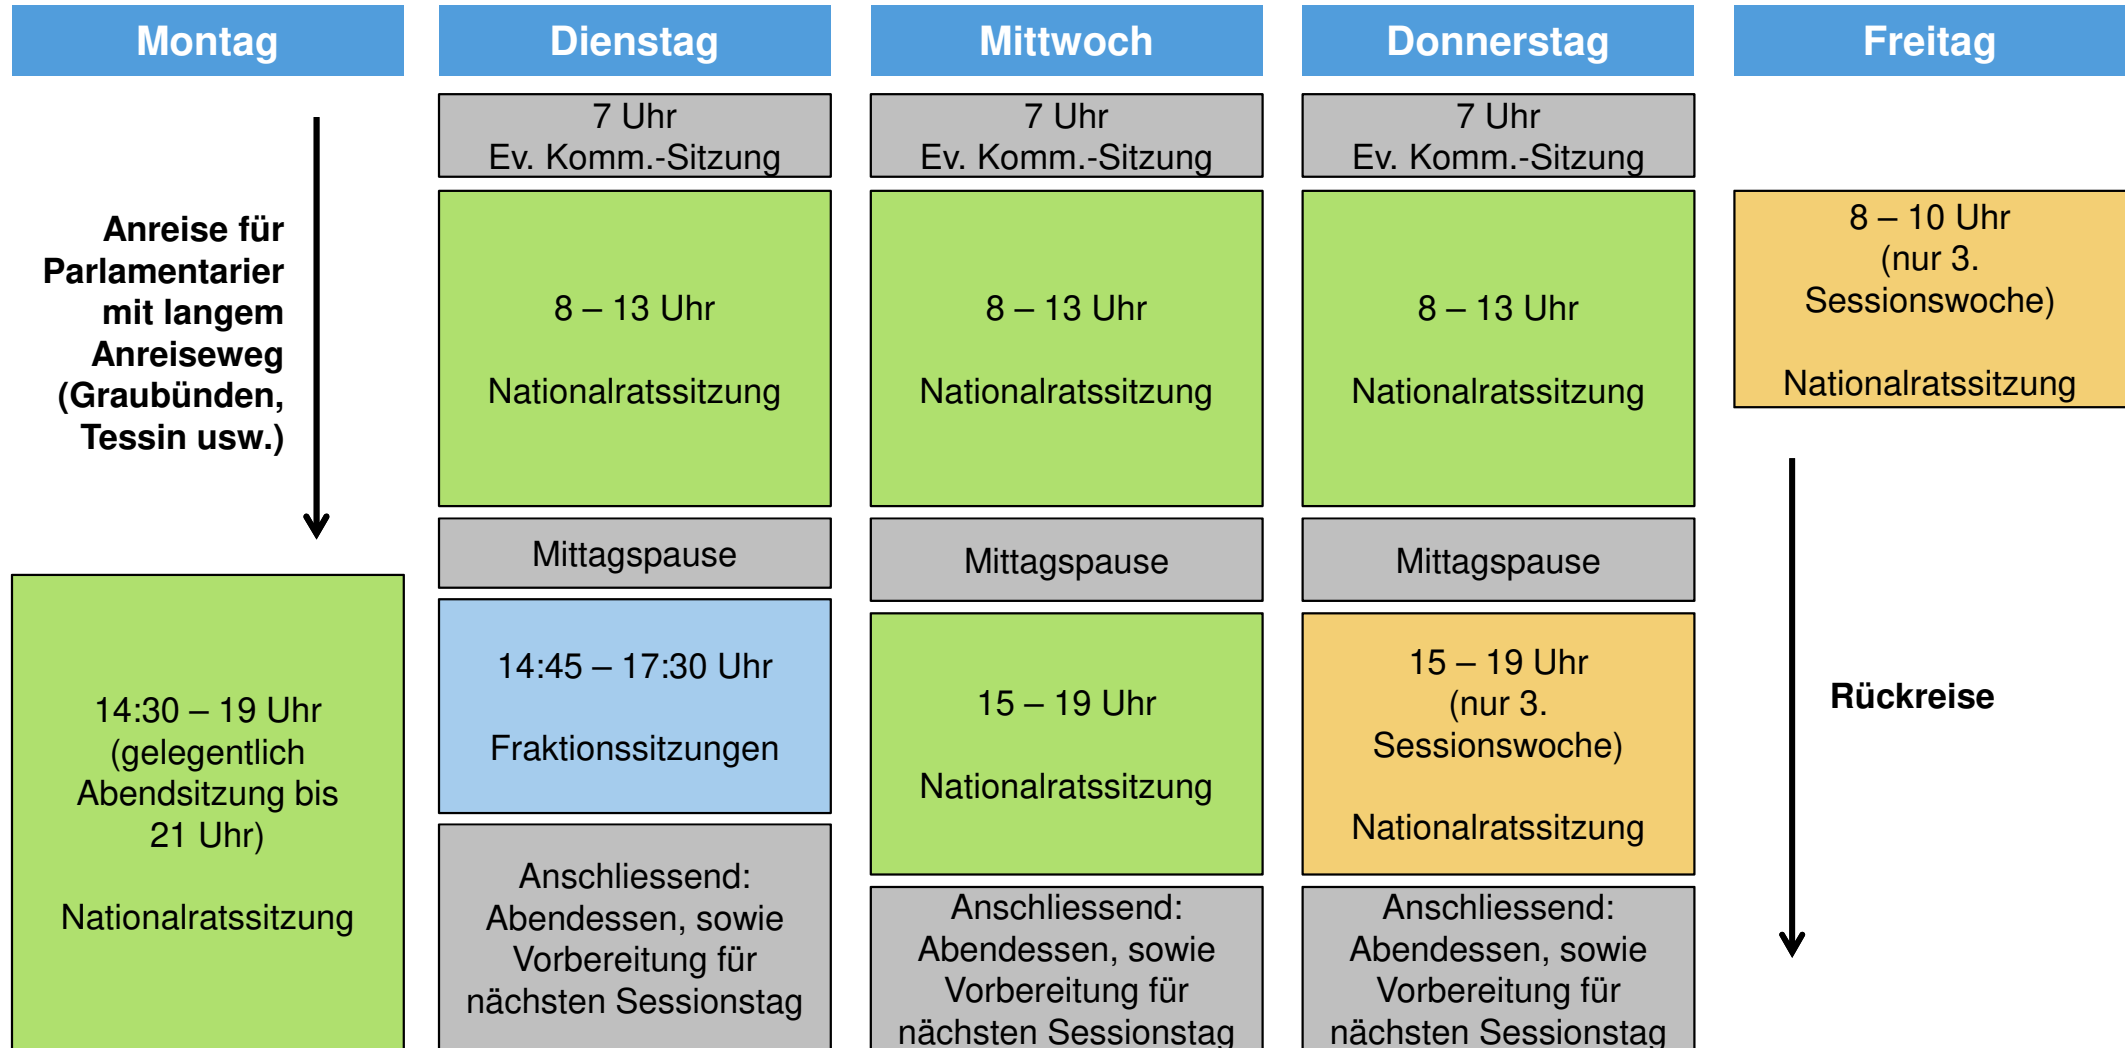 Montag
Anreise für
Parlamentarier
mit langem
Anreiseweg
(Graubünden,
Tessin usw.)
14:30 – 19 Uhr
(gelegentlich
Abendsitzung bis
21 Uhr)
Nationalratssitzung
Dienstag
7 Uhr
Ev. Komm.-Sitzung
8 – 13 Uhr
Nationalratssitzung
Mittagspause
14:45 – 17:30 Uhr
Fraktionssitzungen
Anschliessend:
Abendessen, sowie
Vorbereitung für
nächsten Sessionstag
Mittwoch
7 Uhr
Ev. Komm.-Sitzung
8 – 13 Uhr
Nationalratssitzung
Mittagspause
15 – 19 Uhr
Nationalratssitzung
Anschliessend:
Abendessen, sowie
Vorbereitung für
nächsten Sessionstag
Donnerstag
7 Uhr
Ev. Komm.-Sitzung
8 – 13 Uhr
Nationalratssitzung
Mittagspause
15 – 19 Uhr
(nur 3.
Sessionswoche)
Nationalratssitzung
Anschliessend:
Abendessen, sowie
Vorbereitung für
nächsten Sessionstag
Freitag
8 – 10 Uhr
(nur 3.
Sessionswoche)
Nationalratssitzung
Rückreise